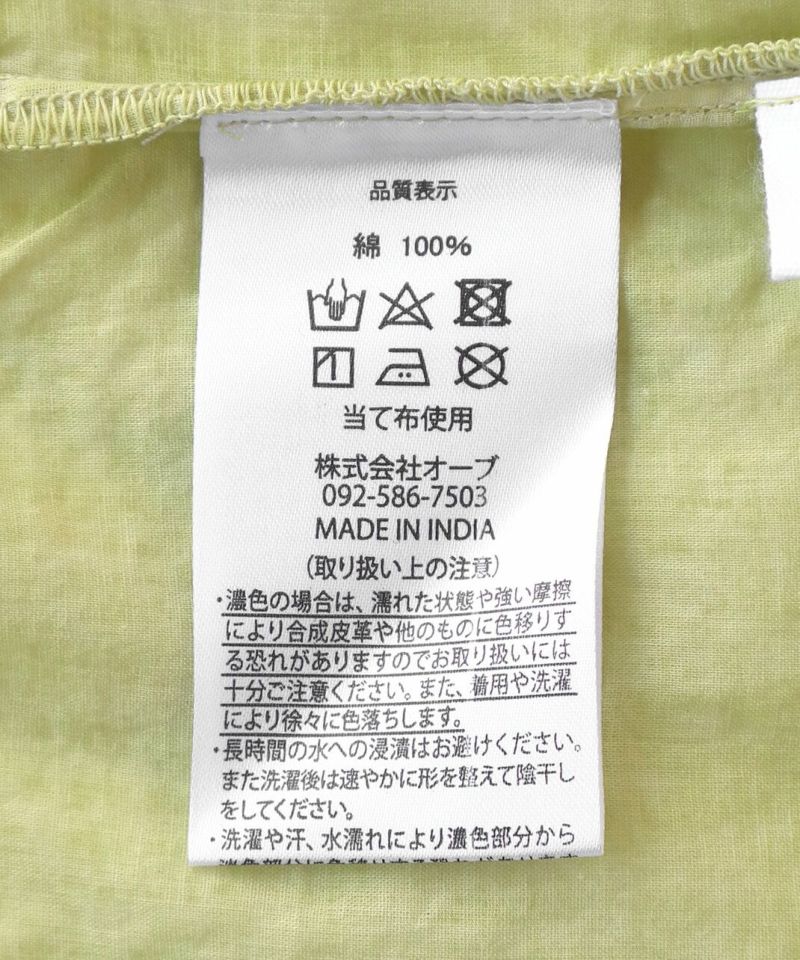 品質表示
綿 100%
当て布使用
株式会社オーブ
092-586-7503
MADE IN INDIA
(取り扱い上の注意)
・濃色の場合は、濡れた状態や強い摩擦
により合成皮革や他のものに色移りす
る恐れがありますのでお取り扱いには
十分ご注意ください。また、着用や洗濯
により徐々に色落ちします。
・長時間の水への浸漬はお避けください。
また洗濯後は速やかに形を整えて陰干し
をしてください。
・洗濯や汗、水濡れにより濃色部分から